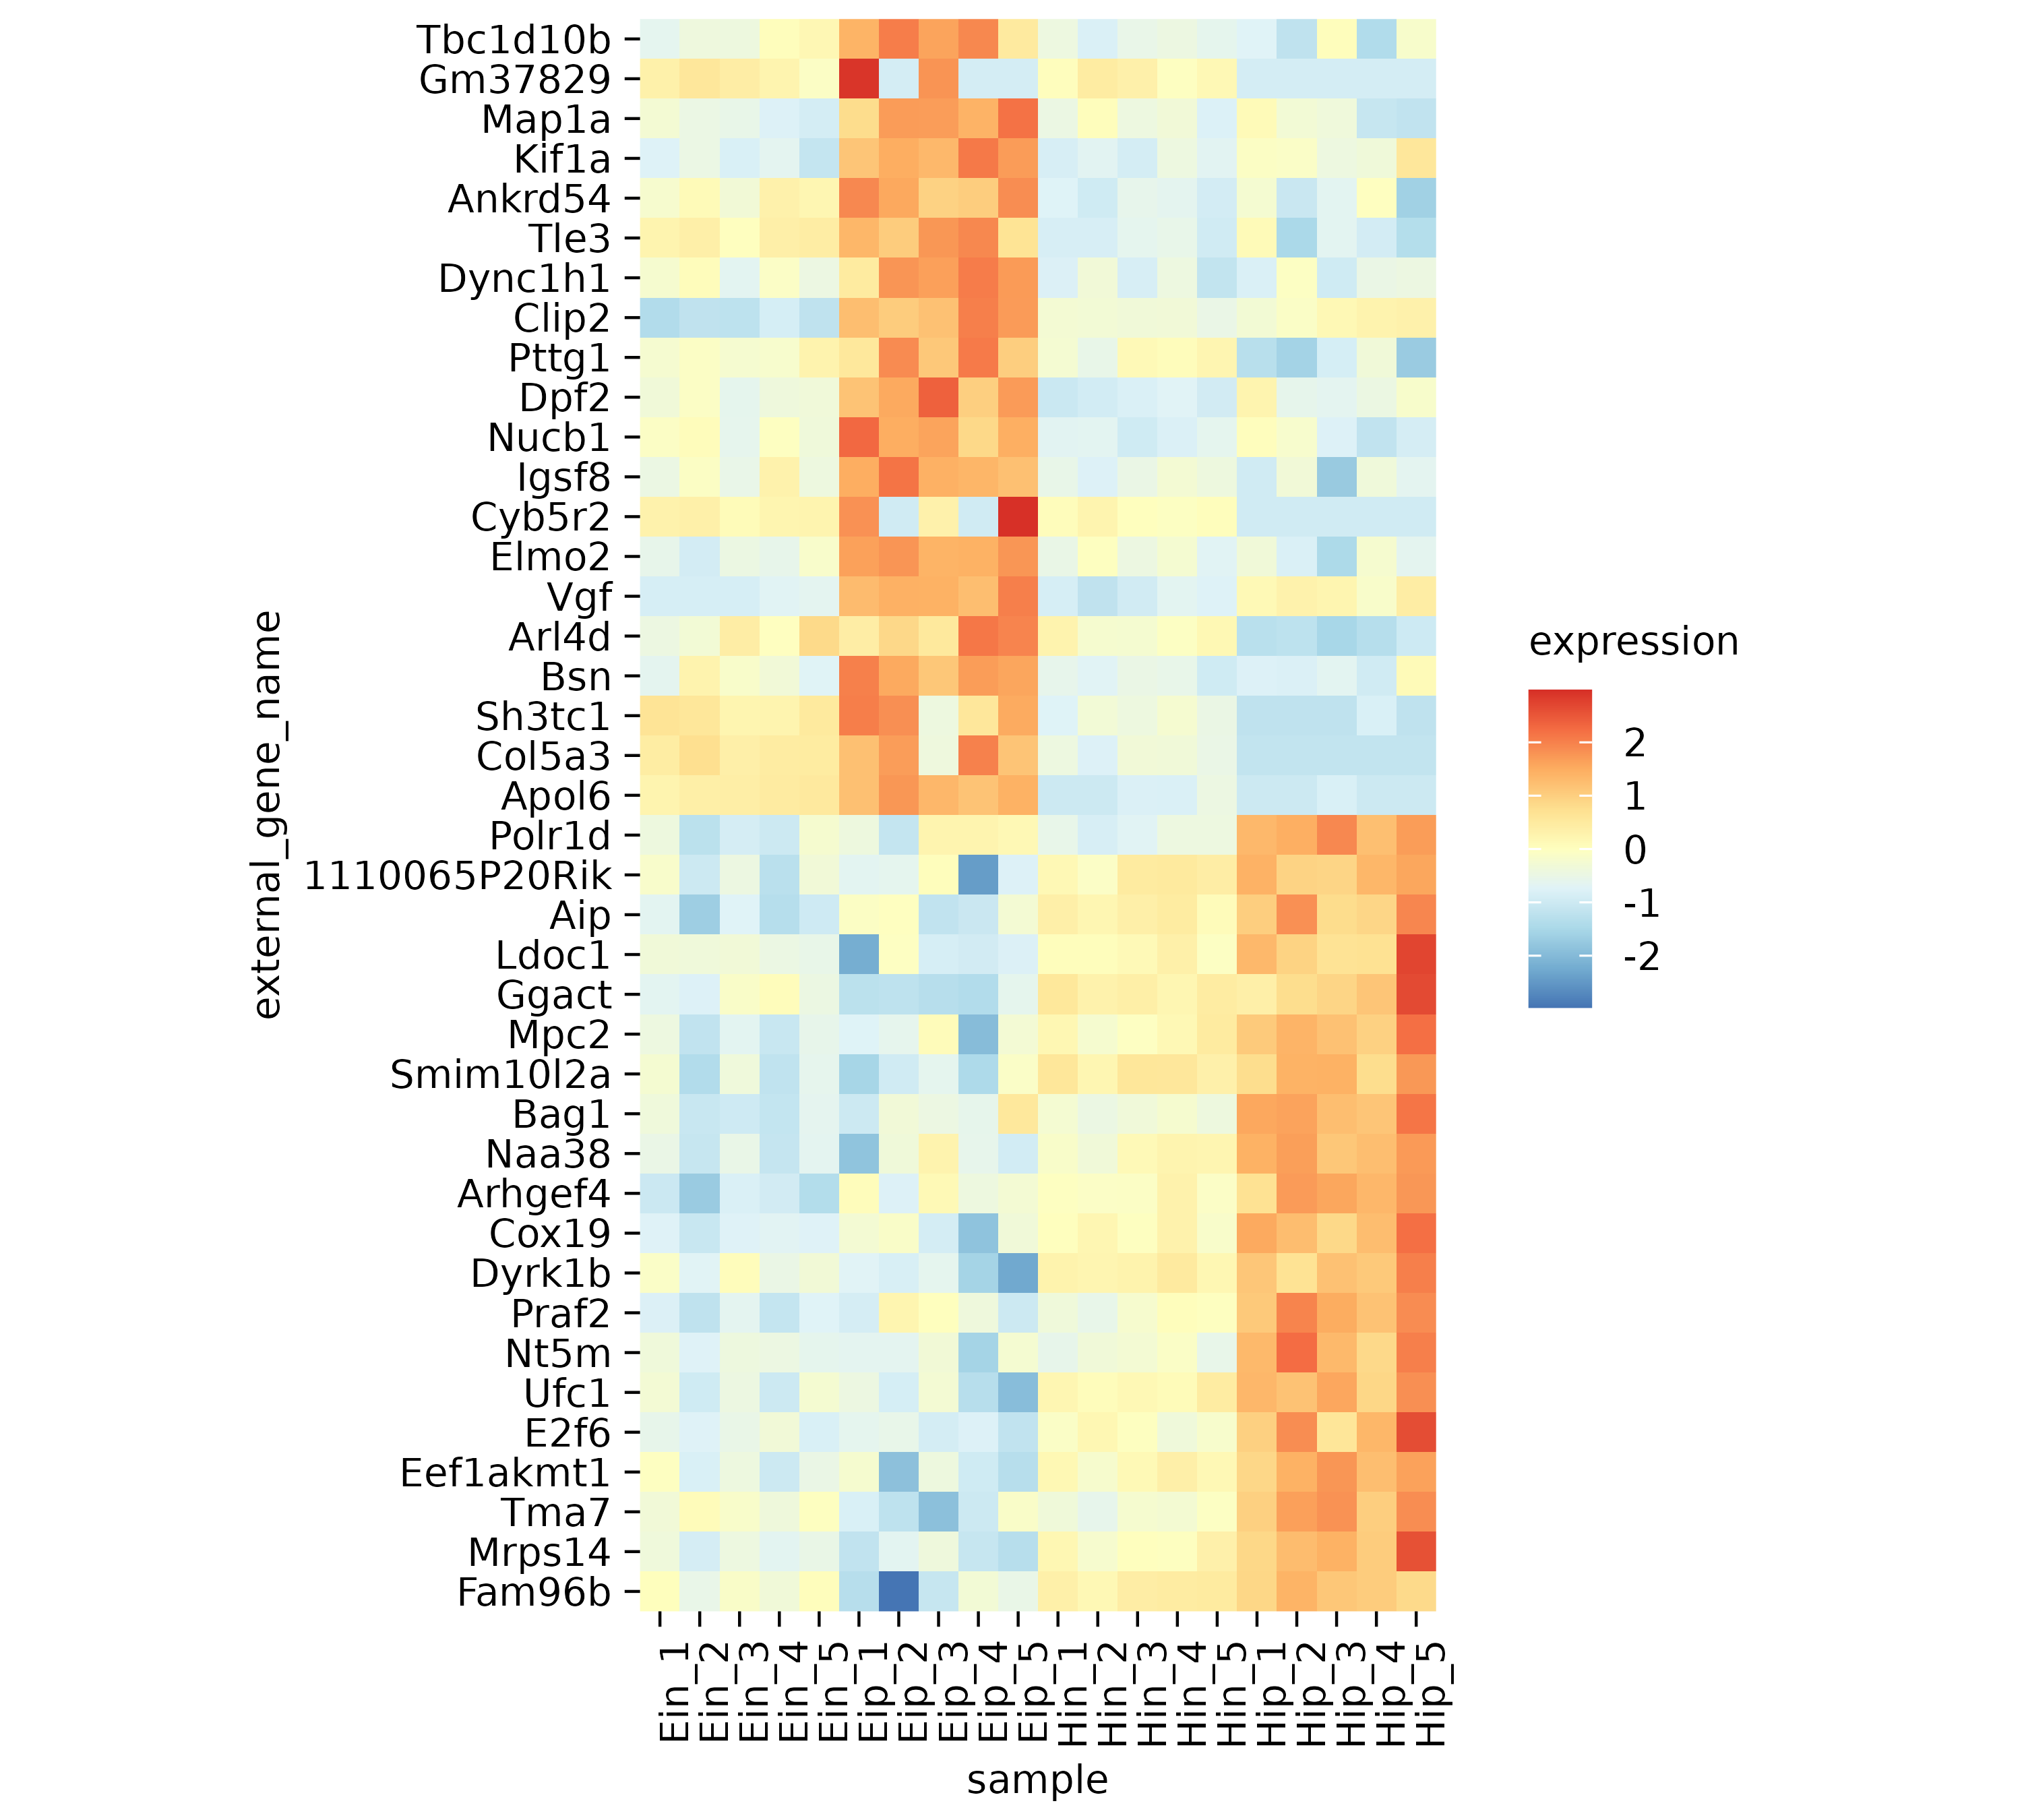 Tbc1d10b
Gm37829
Map1a
Kif1a
Ankrd54
Tle3
Dync1h1
Clip2
Pttg1
Dpf2
Nucb1
Igsf8
Cyb5r2
Elmo2
Vgf
Arl4d
Bsn
Sh3tc1
Col5a3
Apol6
Polr1d
1110065P20Rik
Aip
Ldoc1
Ggact
Mpc2
Smim10l2a
Bag1
Naa38
Arhgef4
Cox19
Dyrk1b
Praf2
Nt5m
Ufc1
E2f6
Eef1akmt1
Tma7
Mrps14
Fam96b
external_gene_name
Ein_1
Ein_2
Ein_3
Ein_4
Ein_5
Eip_1
Eip_2
Eip_3
Eip_4
Eip_5
Hin_1
Hin_2
Hin_3
Hin_4
Hin_5
Hip_1
Hip_2
Hip_3
Hip_4
Hip_5
sample
expression
2
1
0
-1
-2